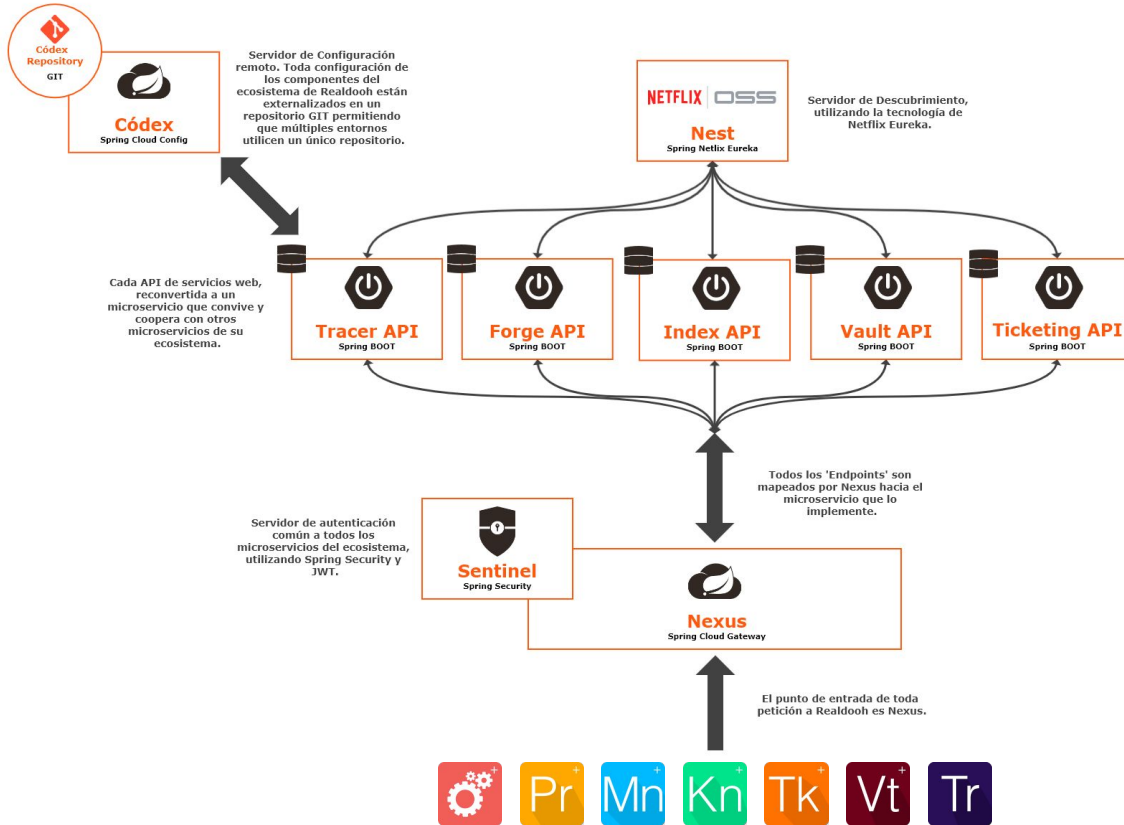 Códex
Repository
GIT
Códex
Spring Cloud Config
Servidor de Configuración
remoto. Toda configuración de
los componentes del
ecosistema de Realdooh están
externalizados en un
repositorio GIT permitiendo
que múltiples entornos
utilicen un único repositorio.
NETFLIX OSS
Nest
Spring Netlix Eureka
Servidor de Descubrimiento,
utilizando la tecnología de
Netflix Eureka.
Cada API de servicios web,
reconvertida a un
microservicio que convive y
coopera con otros
microservicios de su
ecosistema.
Tracer API
Spring BOOT
Forge API
Spring BOOT
Index API
Spring BOOT
Vault API
Spring BOOT
Ticketing API
Spring BOOT
Todos los 'Endpoints' son
mapeados por Nexus hacia el
microservicio que lo
implemente.
Servidor de autenticación
común a todos los
microservicios del ecosistema,
utilizando Spring Security y
JWT.
Sentinel
Spring Security
Nexus
Spring Cloud Gateway
El punto de entrada de toda
petición a Realdooh es Nexus.
+
Pr+
Mn+
Kn+
Tk+
Vt+
Tr